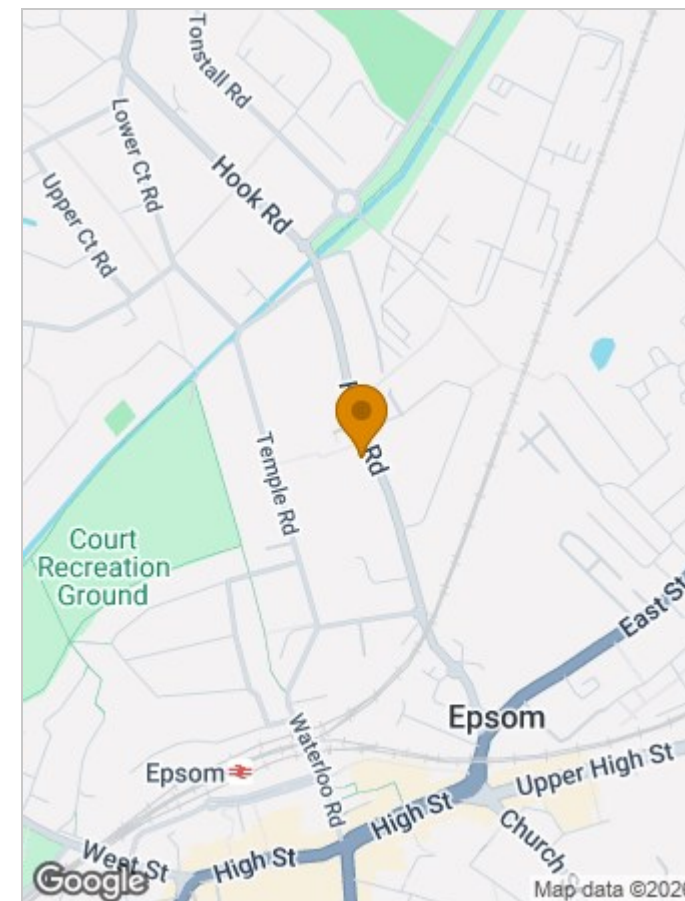 Tonstall Rd
Lower Ct Rd
Hook Rd
Upper Ct Rd
Rd
Temple Rd
Court
Recreation
Ground
East St
Epsom
Epsom
Waterloo Rd
Upper High St
High St
West St
High St
Church
Google
Map data ©2026